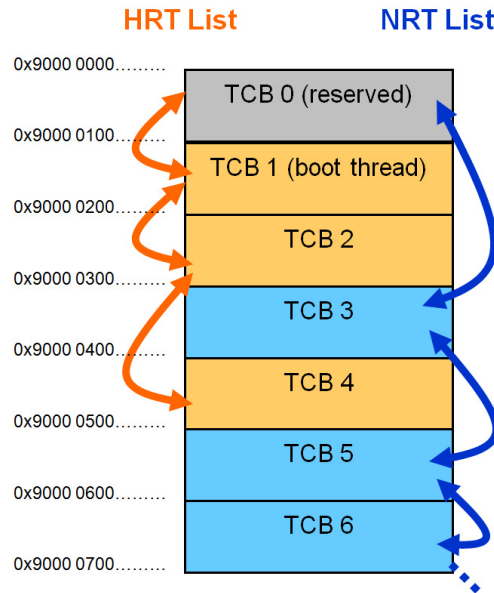 HRT List
NRT List
0x9000 0000.........
TCB 0 (reserved)
0x9000 0100.........
TCB 1 (boot thread)
0x9000 0200.........
TCB 2
0x9000 0300.........
TCB 3
0x9000 0400.........
TCB 4
0x9000 0500.........
TCB 5
0x9000 0600.........
TCB 6
0x9000 0700.........